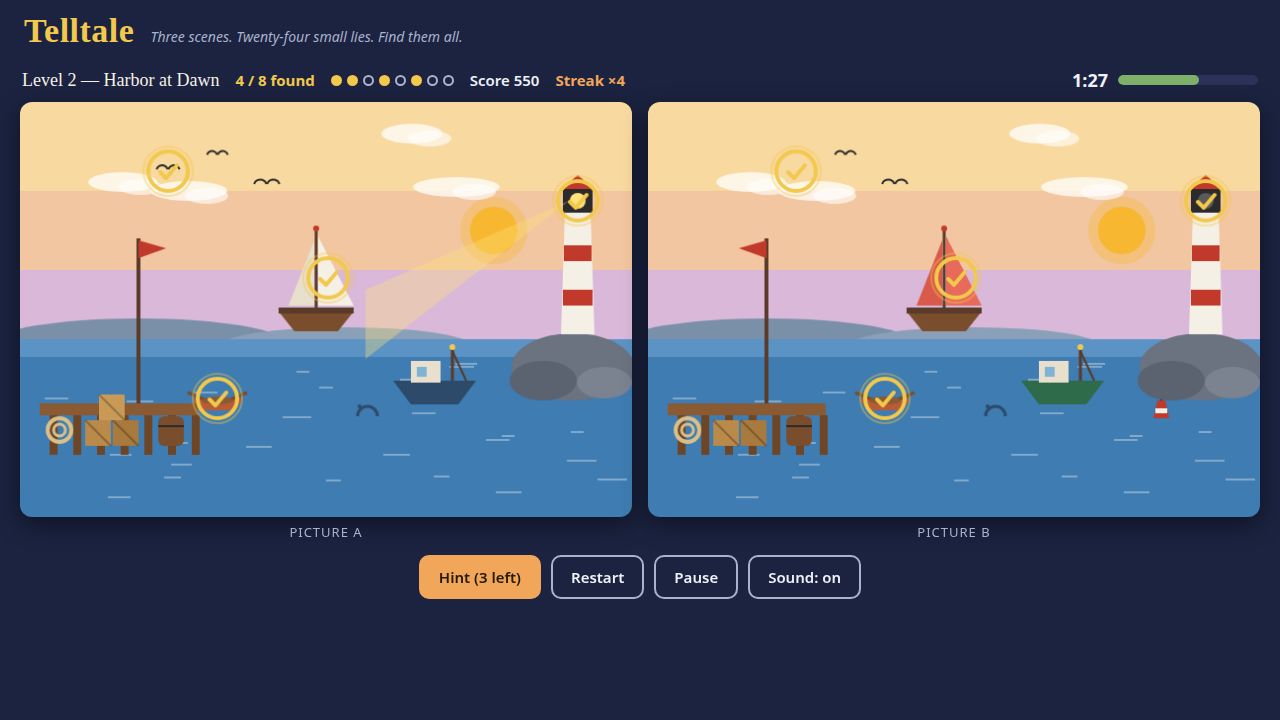 Telltale Three scenes. Twenty-four small lies. Find them all.
Level 2 — Harbor at Dawn 4 / 8 found Score 550 Streak ×4 1:27
PICTURE A PICTURE B
Hint (3 left) Restart Pause Sound: on